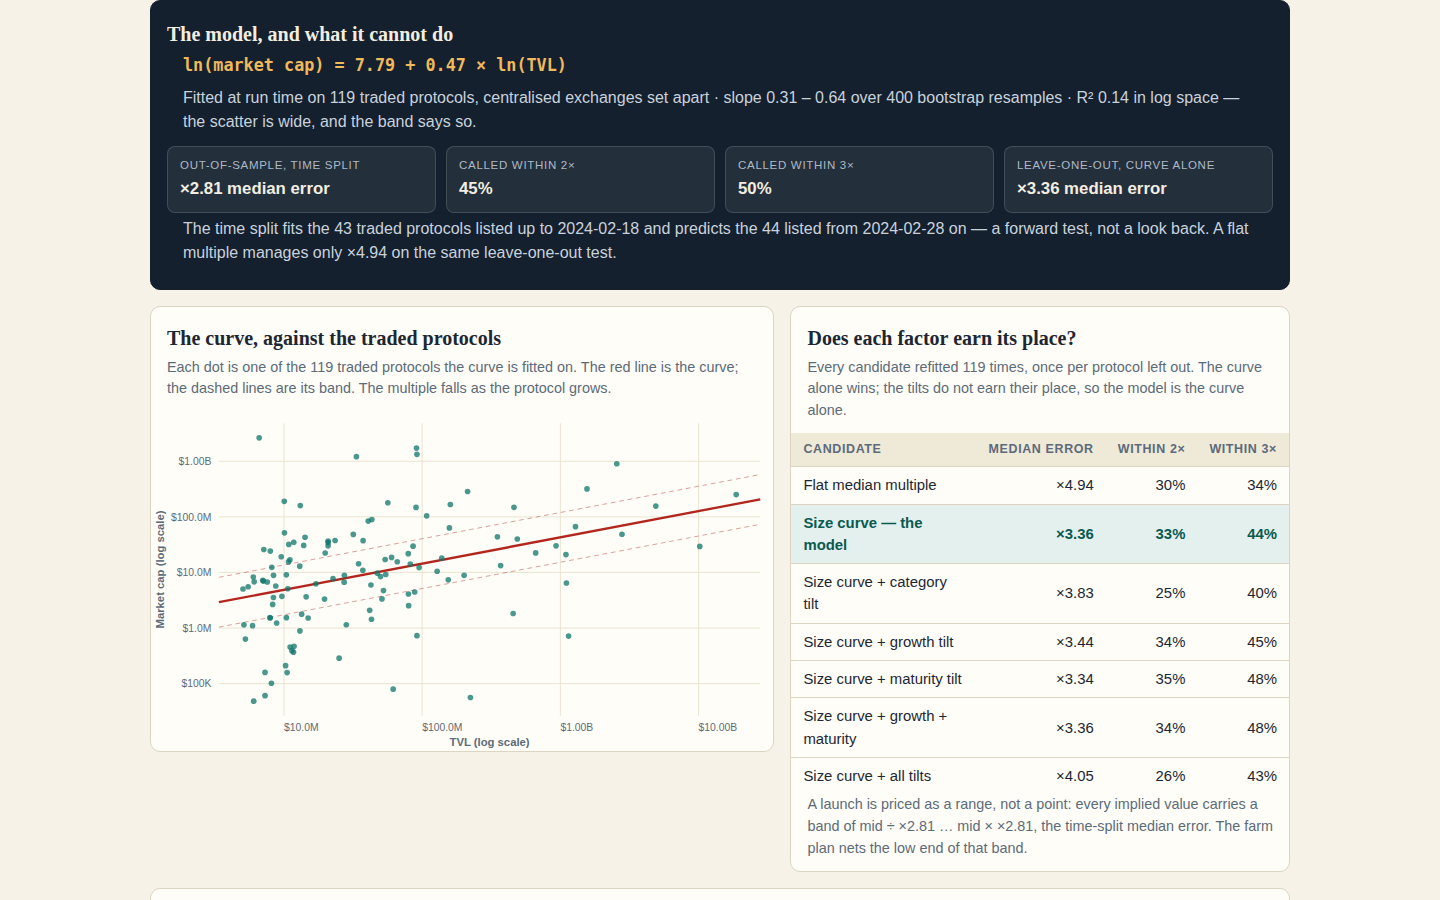 The model, and what it cannot do
ln(market cap) = 7.79 + 0.47 × ln(TVL)
Fitted at run time on 119 traded protocols, centralised exchanges set apart · slope 0.31 – 0.64 over 400 bootstrap resamples · R² 0.14 in log space —
the scatter is wide, and the band says so.
OUT-OF-SAMPLE, TIME SPLIT
×2.81 median error
CALLED WITHIN 2×
45%
CALLED WITHIN 3×
50%
LEAVE-ONE-OUT, CURVE ALONE
×3.36 median error
The time split fits the 43 traded protocols listed up to 2024-02-18 and predicts the 44 listed from 2024-02-28 on — a forward test, not a look back. A flat
multiple manages only ×4.94 on the same leave-one-out test.
The curve, against the traded protocols
Each dot is one of the 119 traded protocols the curve is fitted on. The red line is the curve;
the dashed lines are its band. The multiple falls as the protocol grows.
Market cap (log scale)
$1.00B
$100.0M
$10.0M
$1.0M
$100K
$10.0M
$100.0M
$1.00B
$10.00B
TVL (log scale)
Does each factor earn its place?
Every candidate refitted 119 times, once per protocol left out. The curve
alone wins; the tilts do not earn their place, so the model is the curve
alone.
CANDIDATE MEDIAN ERROR WITHIN 2× WITHIN 3×
Flat median multiple ×4.94 30% 34%
Size curve — the
model ×3.36 33% 44%
Size curve + category
tilt ×3.83 25% 40%
Size curve + growth tilt ×3.44 34% 45%
Size curve + maturity tilt ×3.34 35% 48%
Size curve + growth +
maturity ×3.36 34% 48%
Size curve + all tilts ×4.05 26% 43%
A launch is priced as a range, not a point: every implied value carries a
band of mid ÷ ×2.81 … mid × ×2.81, the time-split median error. The farm
plan nets the low end of that band.